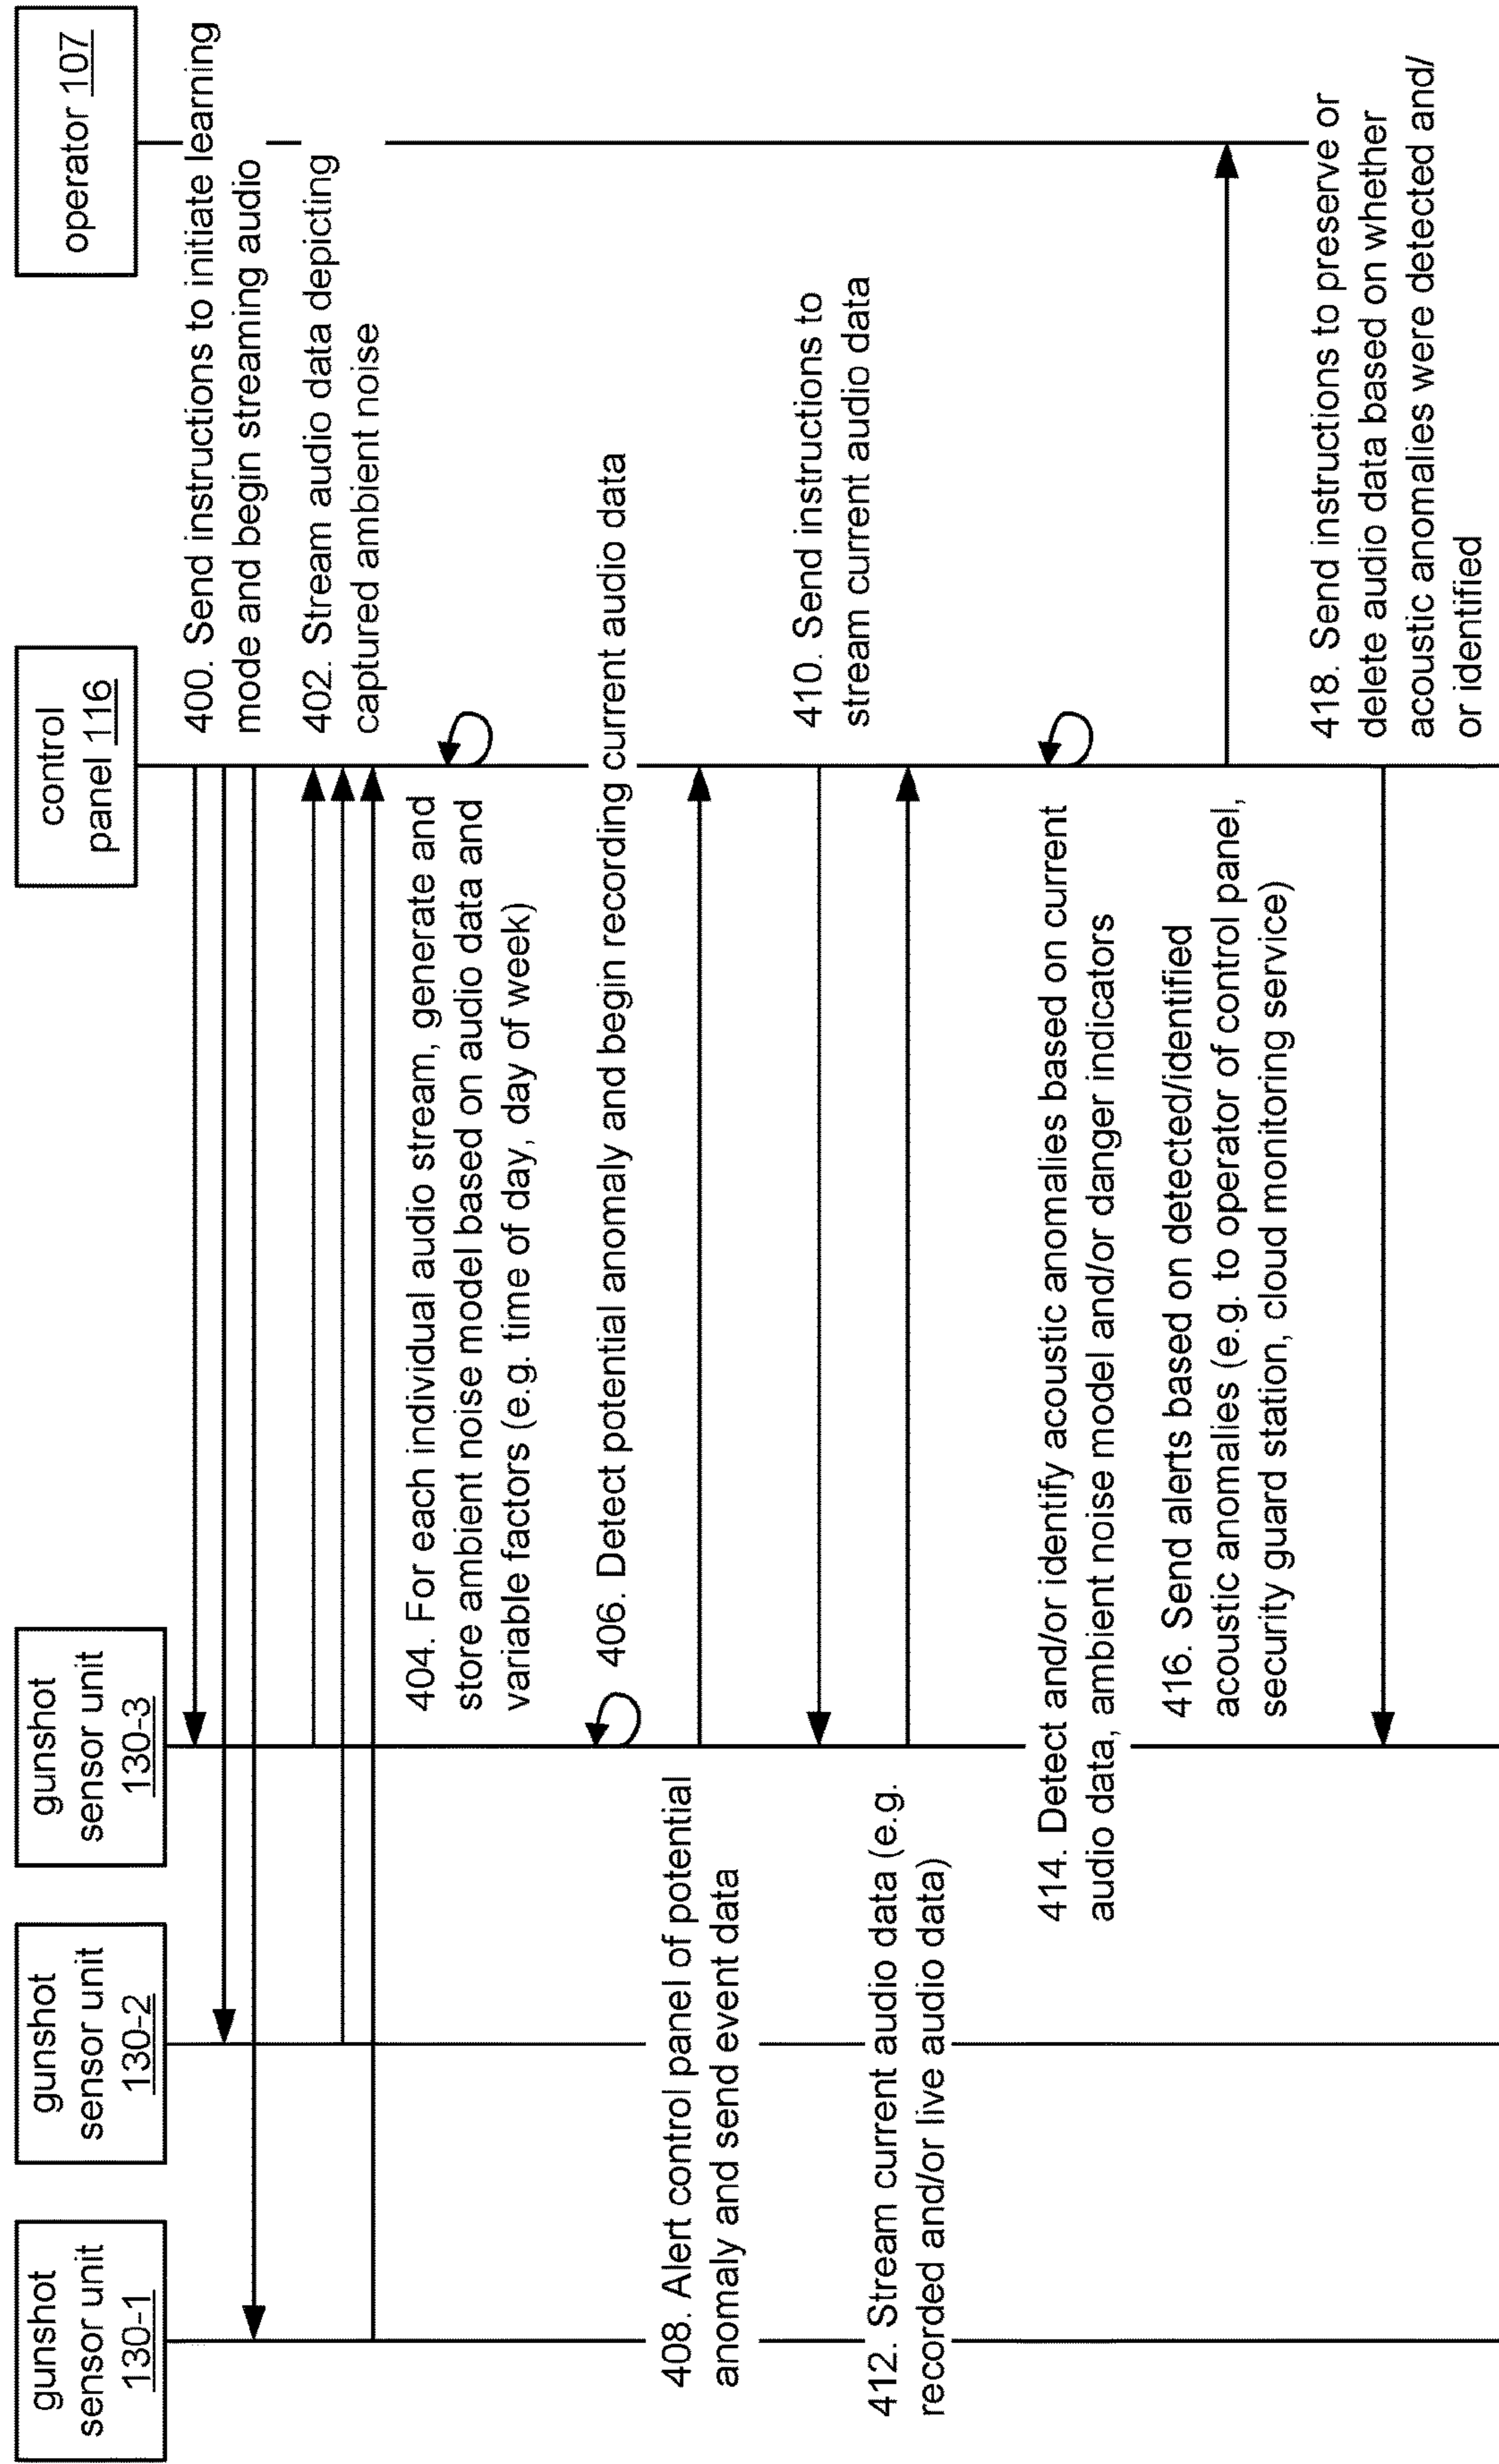 gunshot
sensor unit
130-1
gunshot
sensor unit
130-2
gunshot
sensor unit
130-3
control
panel 116
operator 107
400. Send instructions to initiate learning
mode and begin streaming audio
402. Stream audio data depicting
captured ambient noise
404. For each individual audio stream, generate and
store ambient noise model based on audio data and
variable factors (e.g. time of day, day of week)
406. Detect potential anomaly and begin recording current audio data
408. Alert control panel of potential
anomaly and send event data
410. Send instructions to
stream current audio data
412. Stream current audio data (e.g.
recorded and/or live audio data)
414. Detect and/or identify acoustic anomalies based on current
audio data, ambient noise model and/or danger indicators
416. Send alerts based on detected/identified
acoustic anomalies (e.g. to operator of control panel,
security guard station, cloud monitoring service)
418. Send instructions to preserve or
delete audio data based on whether
acoustic anomalies were detected and/
or identified